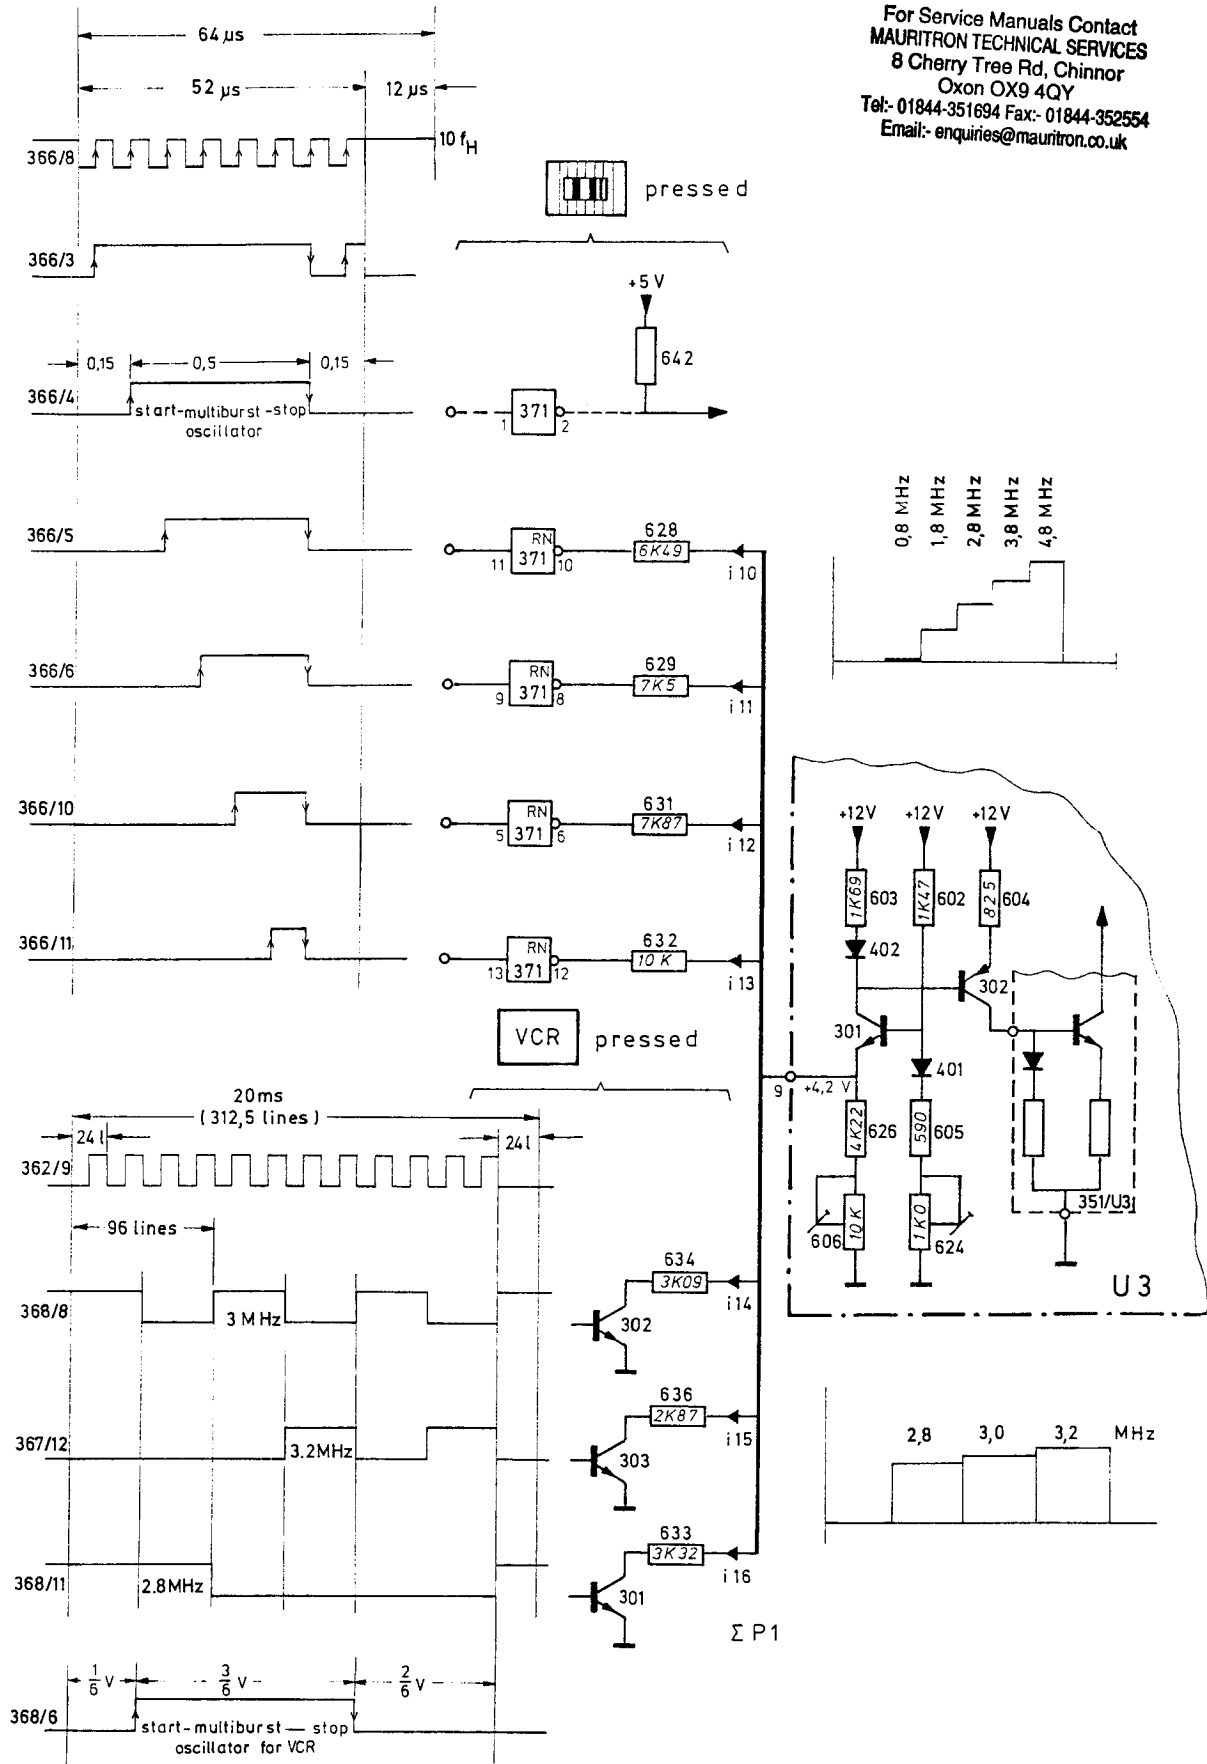 For Service Manuals Contact
MAURITRON TECHNICAL SERVICES
8 Cherry Tree Rd, Chinnor
Oxon OX9 4QY
Tel:- 01844-351694 Fax:- 01844-352554
Email:- enquiries@mauritron.co.uk
64 µs
52 µs
12 µs
366/8
10 fH
pressed
366/3
+5 V
642
0,15
0,5
0,15
366/4
start-multiburst-stop
oscillator
371
1
2
0,8 MHz
1,8 MHz
2,8 MHz
3,8 MHz
4,8 MHz
366/5
RN
371
11
10
628
6K49
i 10
366/6
RN
371
9
8
629
7K5
i 11
366/10
RN
371
5
6
631
7K87
i 12
366/11
RN
371
13
12
632
10 K
i 13
+12V
+12V
+12V
1K69
603
1K47
602
825
604
402
302
301
401
9
+4,2 V
4K22
626
590
605
606
10K
1K0
624
351/U3
U3
VCR
pressed
20ms
(312,5 lines)
24 l
24 l
362/9
96 lines
368/8
3 MHz
634
3K09
i 14
302
367/12
3.2MHz
636
2K87
i 15
303
2,8
3,0
3,2
MHz
368/11
2.8MHz
633
3K32
i 16
301
Σ P1
1/6 V
3/6 V
2/6 V
368/6
start-multiburst — stop
oscillator for VCR